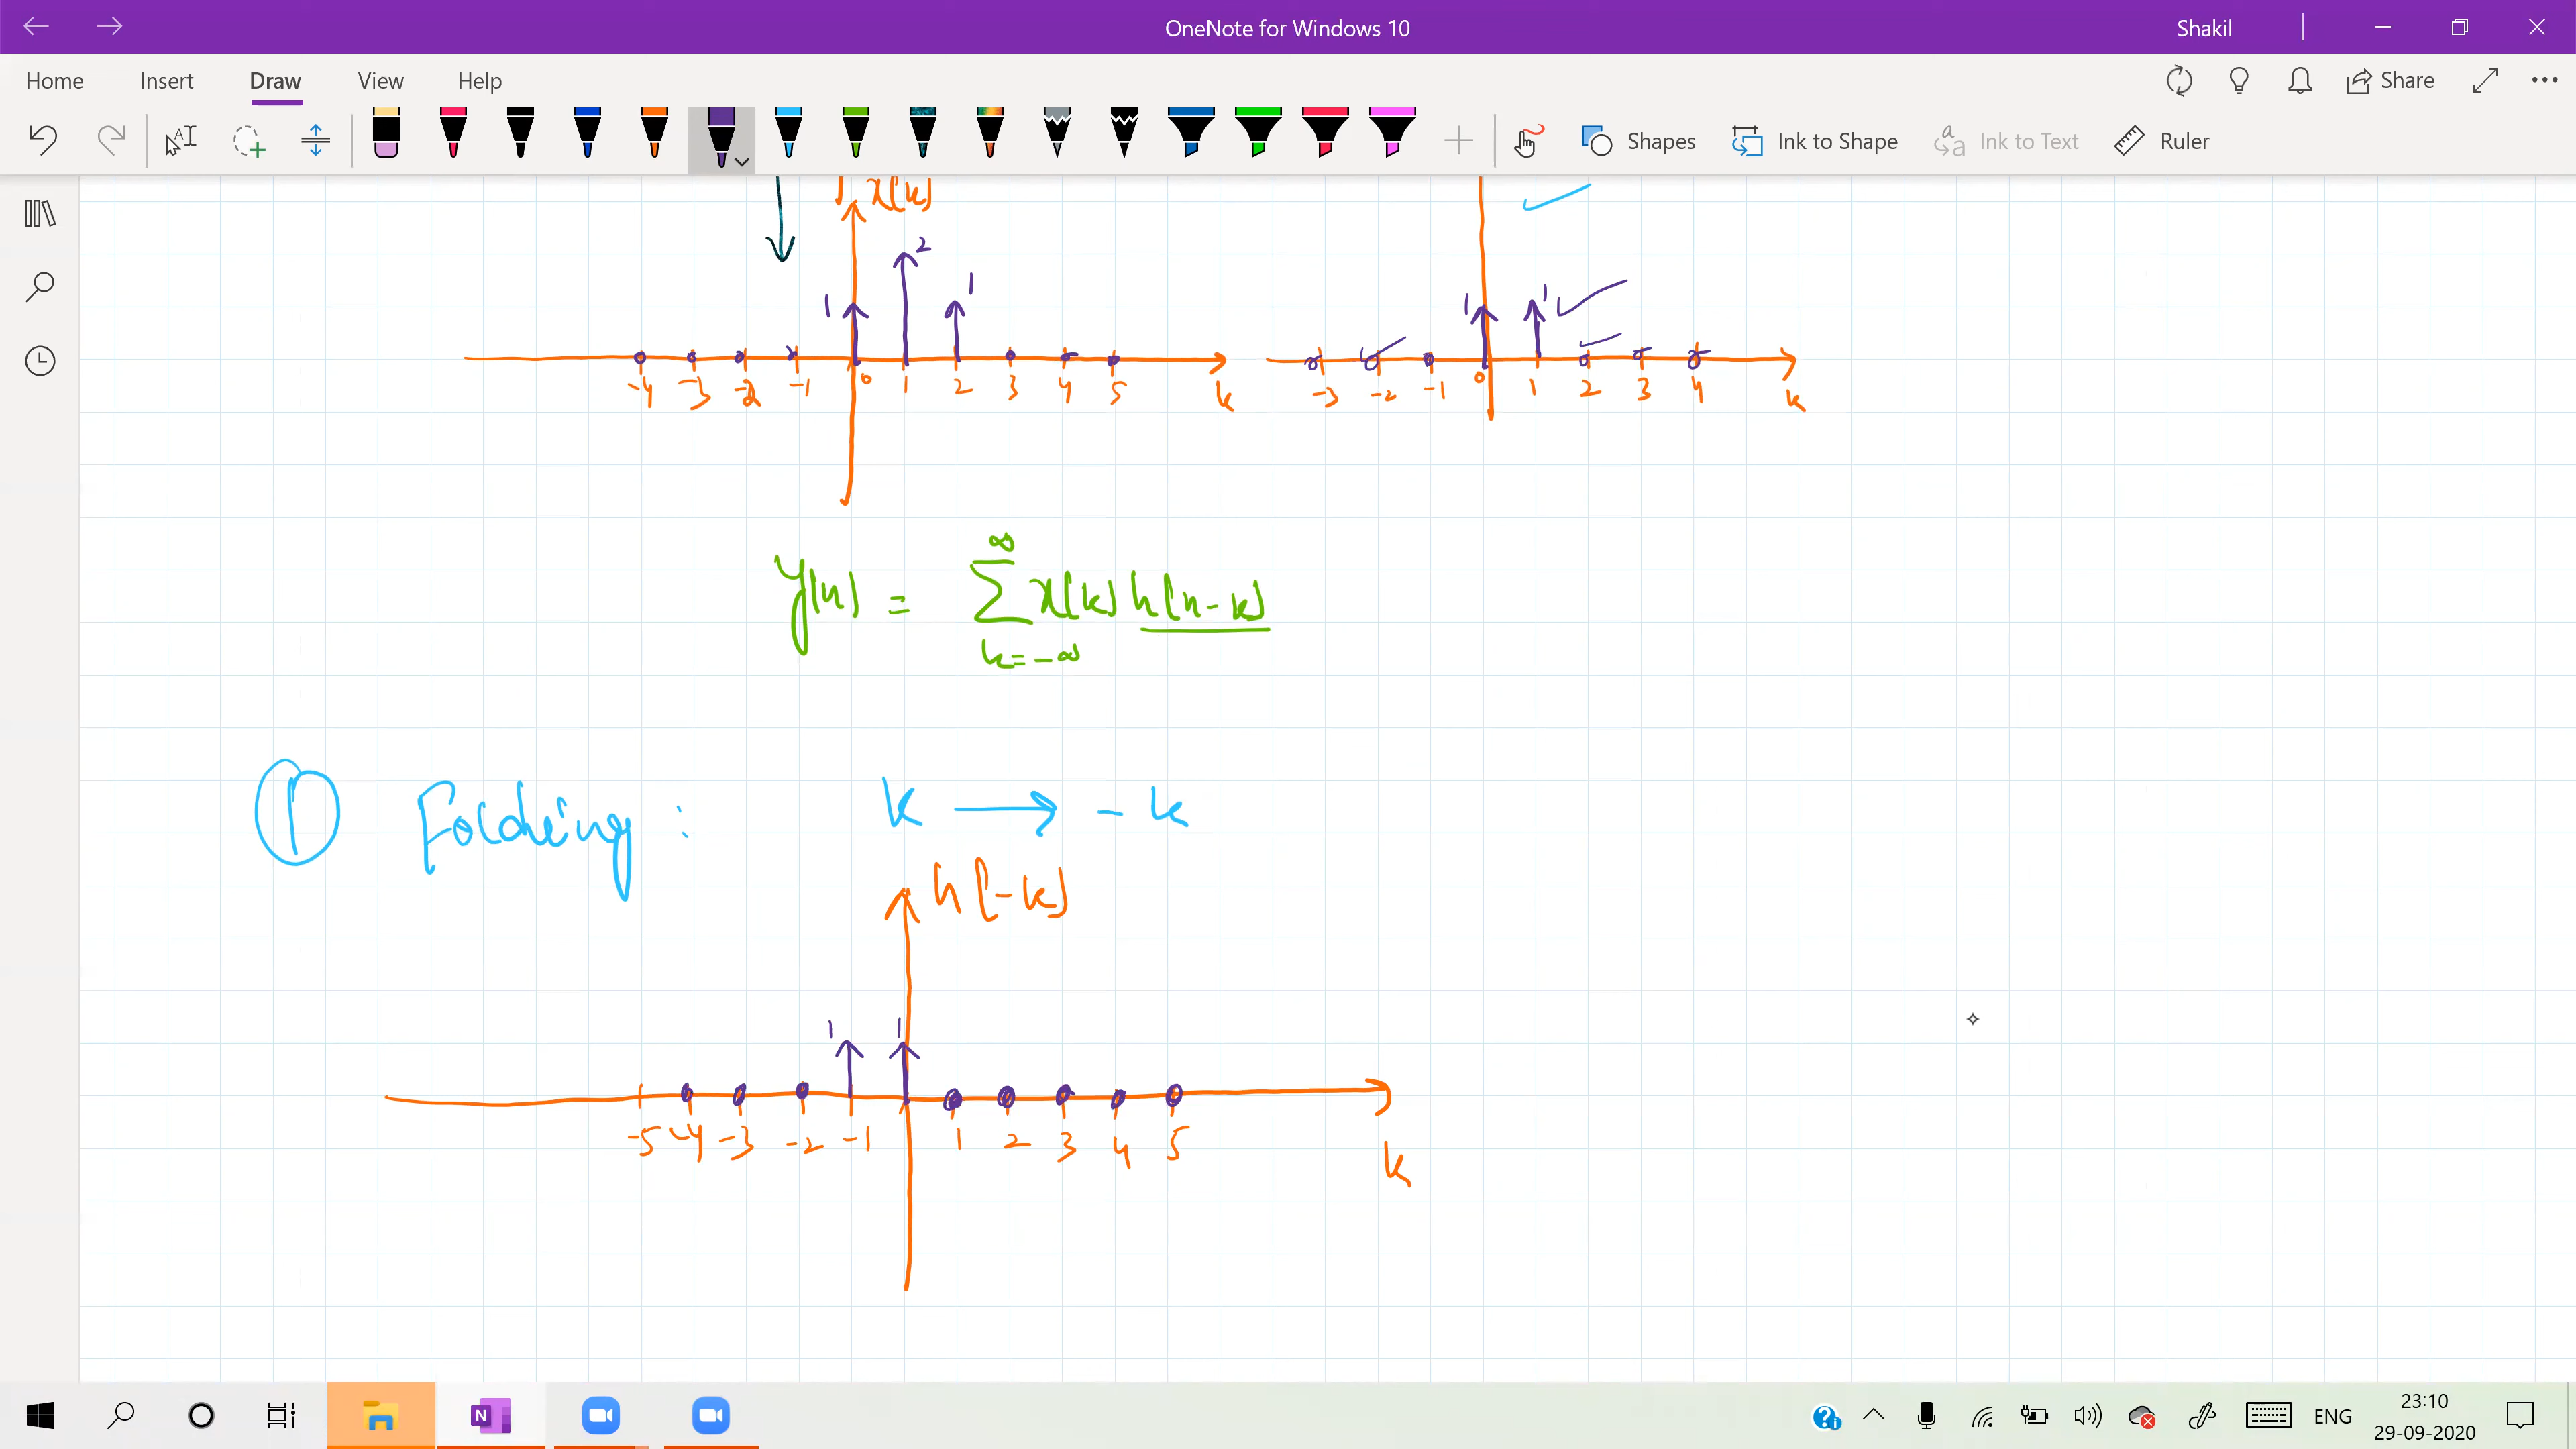 OneNote for Windows 10 Shakil
Home Insert Draw View Help Share
Shapes Ink to Shape Ink to Text Ruler
x[k]
1 2 1
1 1
-4 -3 -2 -1 0 1 2 3 4 5 k
-3 -2 -1 0 1 2 3 4 k
y[n] = ∑ x[k] h[n-k]
∞
k=-∞
1 Folding : k → -k
h[-k]
1 1
-5 -4 -3 -2 -1 1 2 3 4 5
k
ENG 23:10
29-09-2020